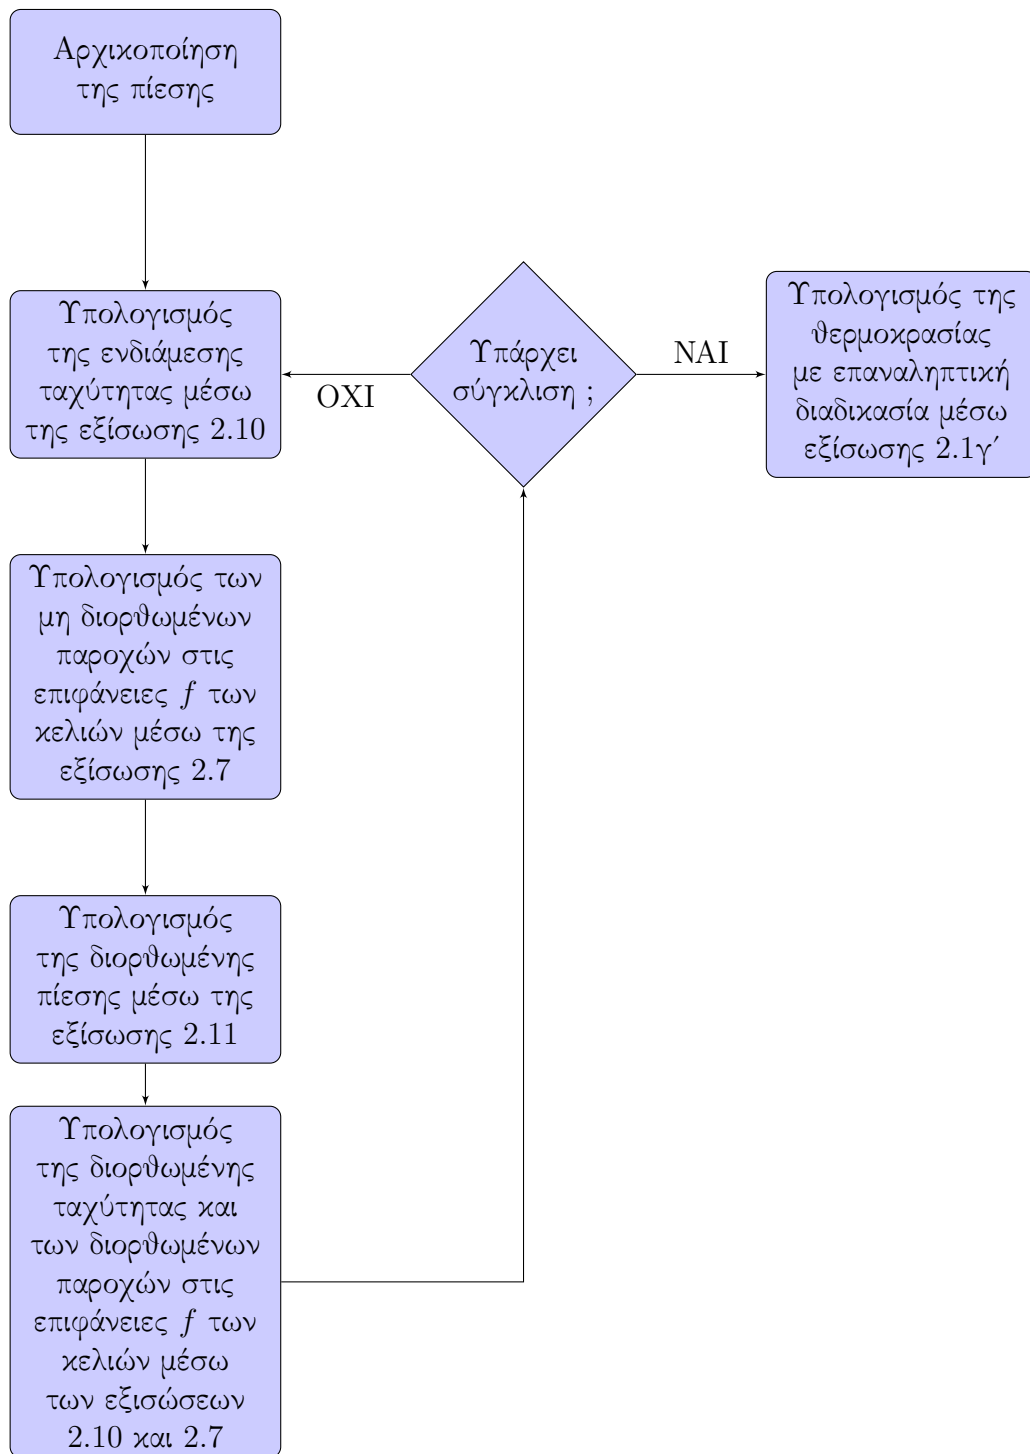 Αρχικοποίηση
της πίεσης
Υπολογισμός
της ενδιάμεσης
ταχύτητας μέσω
της εξίσωσης 2.10
ΟΧΙ
Υπάρχει
σύγκλιση ;
ΝΑΙ
Υπολογισμός της
θερμοκρασίας
με επαναληπτική
διαδικασία μέσω
εξίσωσης 2.1γ΄
Υπολογισμός των
μη διορθωμένων
παροχών στις
επιφάνειες f των
κελιών μέσω της
εξίσωσης 2.7
Υπολογισμός
της διορθωμένης
πίεσης μέσω της
εξίσωσης 2.11
Υπολογισμός
της διορθωμένης
ταχύτητας και
των διορθωμένων
παροχών στις
επιφάνειες f των
κελιών μέσω
των εξισώσεων
2.10 και 2.7